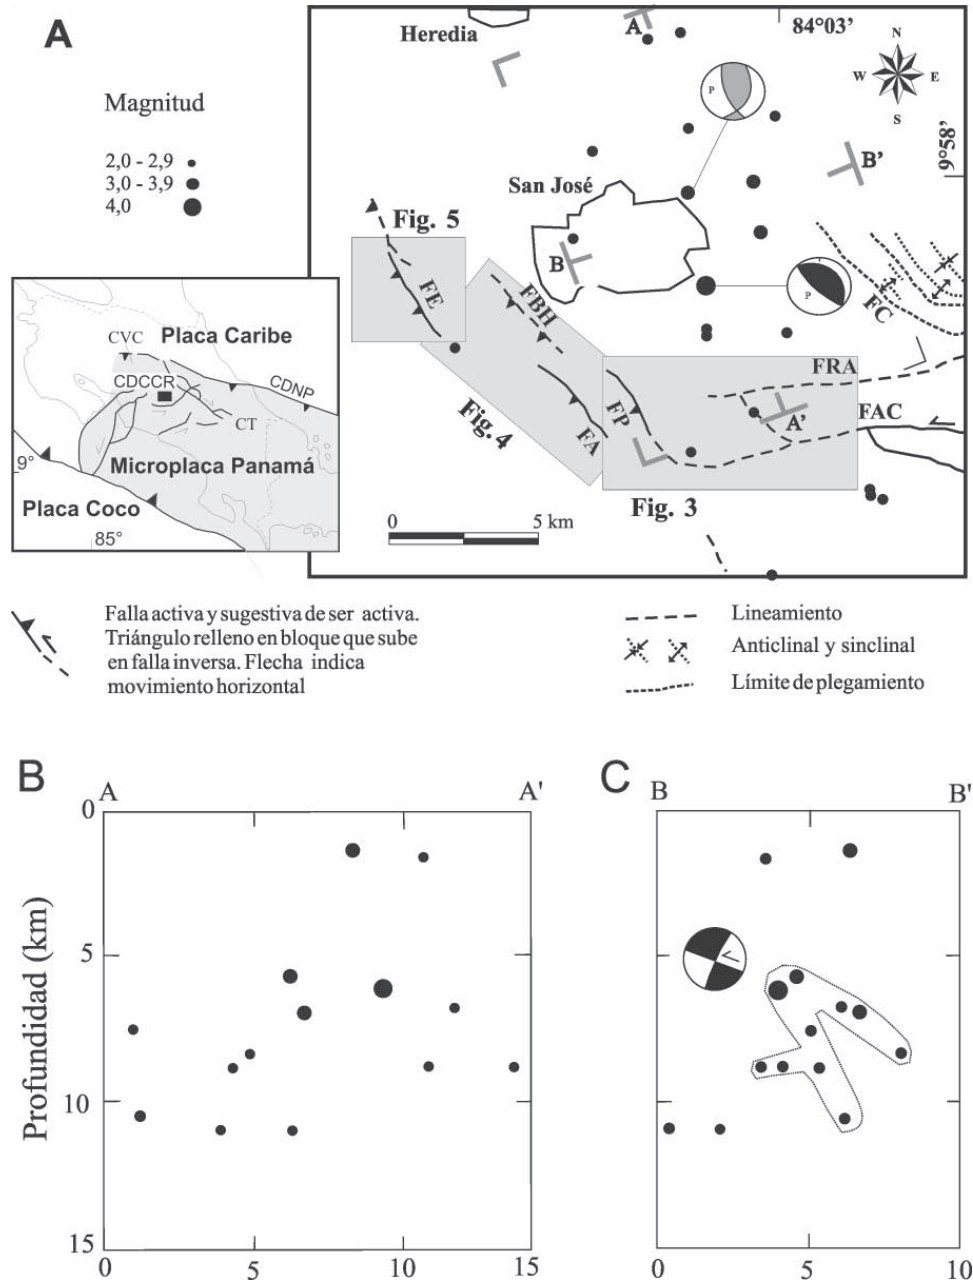 A
Magnitud
2,0 - 2,9
3,0 - 3,9
4,0
Heredia
A
84°03'
N
W E
S
P
9°58'
B'
San José
Fig. 5
B
FE
FBH
P
FC
FRA
FAC
A'
FP
FA
Fig. 4
Fig. 3
0 5 km
CVC
Placa Caribe
CDCCR
CDNP
CT
9°
Microplaca Panamá
Placa Coco
85°
Falla activa y sugestiva de ser activa.
Triángulo relleno en bloque que sube
en falla inversa. Flecha indica
movimiento horizontal
Lineamiento
Anticlinal y sinclinal
Límite de plegamiento
B
A A'
0
5
10
15
Profundidad (km)
0 5 10 15
C
B B'
0 5 10